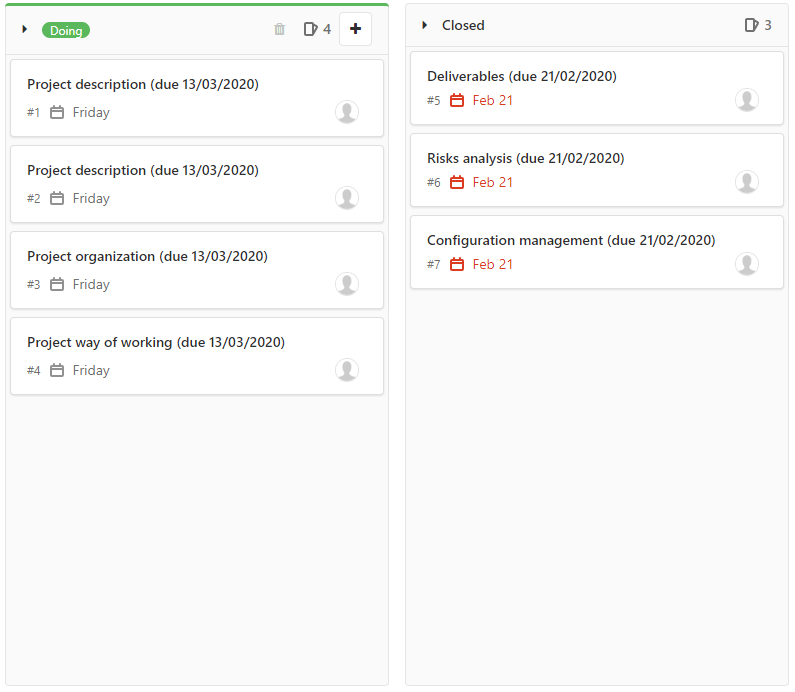 Doing
4
Project description (due 13/03/2020)
#1 Friday
Project description (due 13/03/2020)
#2 Friday
Project organization (due 13/03/2020)
#3 Friday
Project way of working (due 13/03/2020)
#4 Friday
Closed
3
Deliverables (due 21/02/2020)
#5 Feb 21
Risks analysis (due 21/02/2020)
#6 Feb 21
Configuration management (due 21/02/2020)
#7 Feb 21